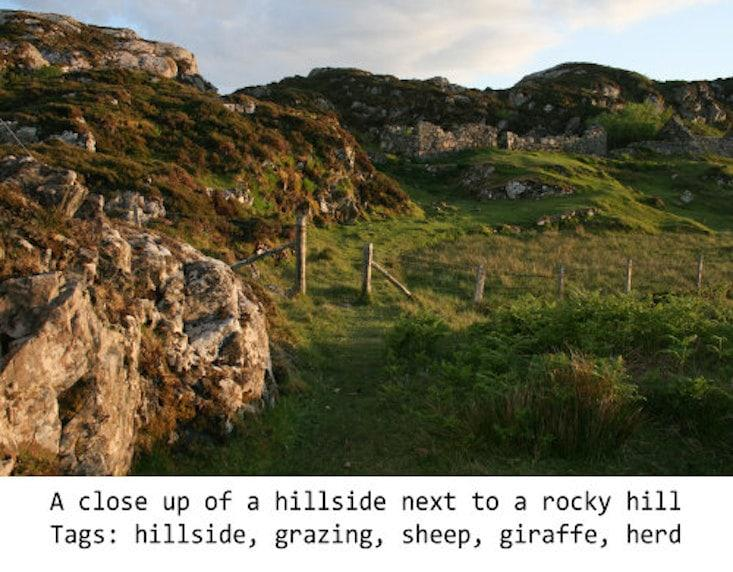 A close up of a hillside next to a rocky hill
Tags: hillside, grazing, sheep, giraffe, herd